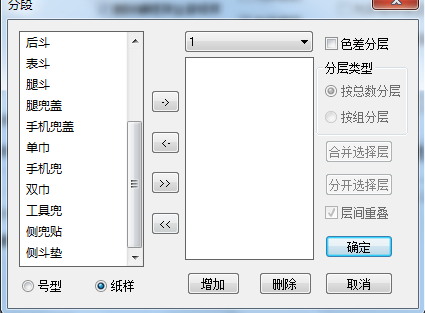 分段
后斗
表斗
腿斗
腿兜盖
手机兜盖
单巾
手机兜
双巾
工具兜
侧兜贴
侧斗垫
号型
纸样
->
<-
>>
<<
1
增加
删除
色差分层
分层类型
按总数分层
按组分层
合并选择层
分开选择层
层间重叠
确定
取消